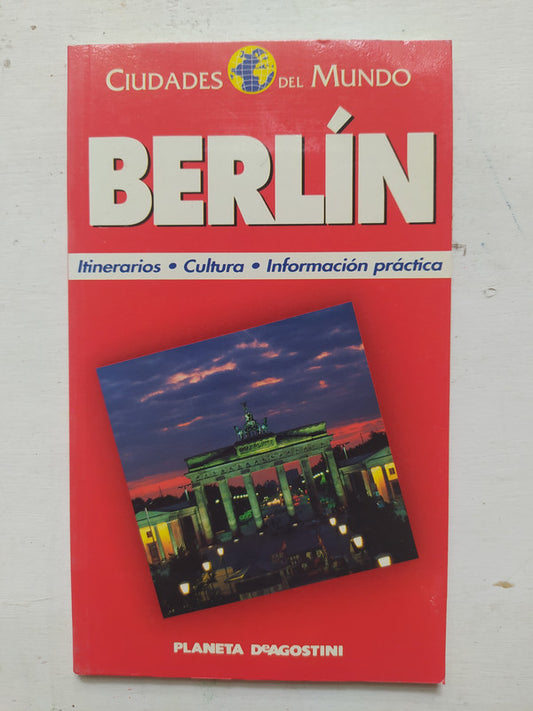 CIUDADES DEL MUNDO
BERLÍN
Itinerarios • Cultura • Información práctica
PLANETA DeAGOSTINI